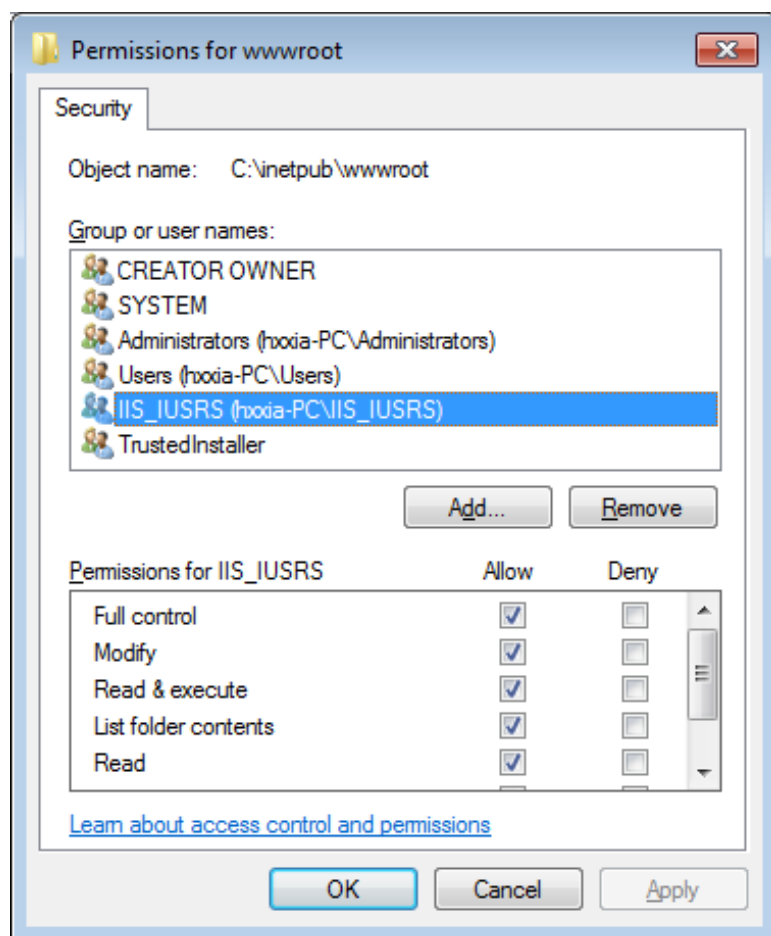 Permissions for wwwroot
Security
Object name: C:\inetpub\wwwroot
Group or user names:
CREATOR OWNER
SYSTEM
Administrators (hxxia-PC\Administrators)
Users (hxxia-PC\Users)
IIS_IUSRS (hxxia-PC\IIS_IUSRS)
TrustedInstaller
Add... Remove
Permissions for IIS_IUSRS Allow Deny
Full control
Modify
Read & execute
List folder contents
Read
Learn about access control and permissions
OK Cancel Apply